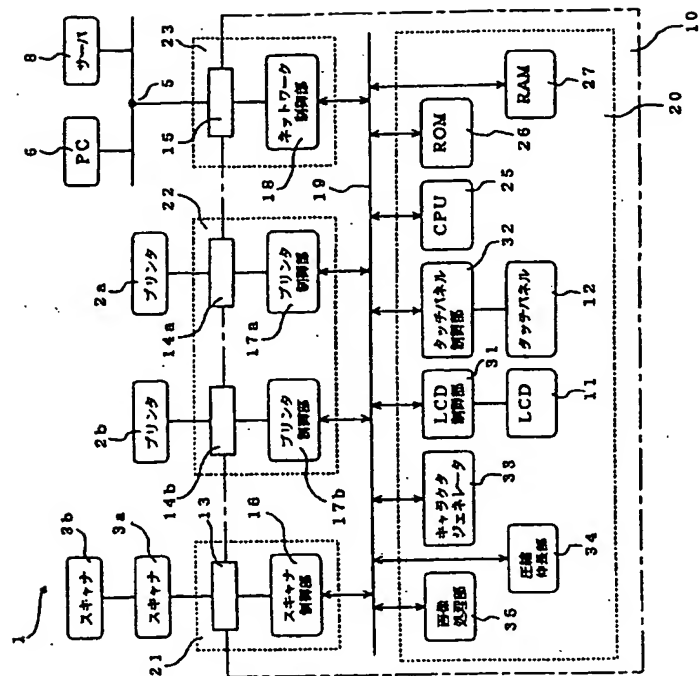 1
スキャナ
3b
スキャナ
3a
プリンタ
2b
プリンタ
2a
PC
6
サーバ
8
5
13
14b
14a
15
21
22
23
スキャナ
制御部
16
プリンタ
制御部
17b
プリンタ
制御部
17a
ネットワーク
制御部
18
19
画像
処理部
35
圧縮
伸長部
34
キャラクタ
ジェネレータ
33
LCD
制御部
31
LCD
11
タッチパネル
制御部
32
タッチパネル
12
CPU
25
ROM
26
RAM
27
20
10